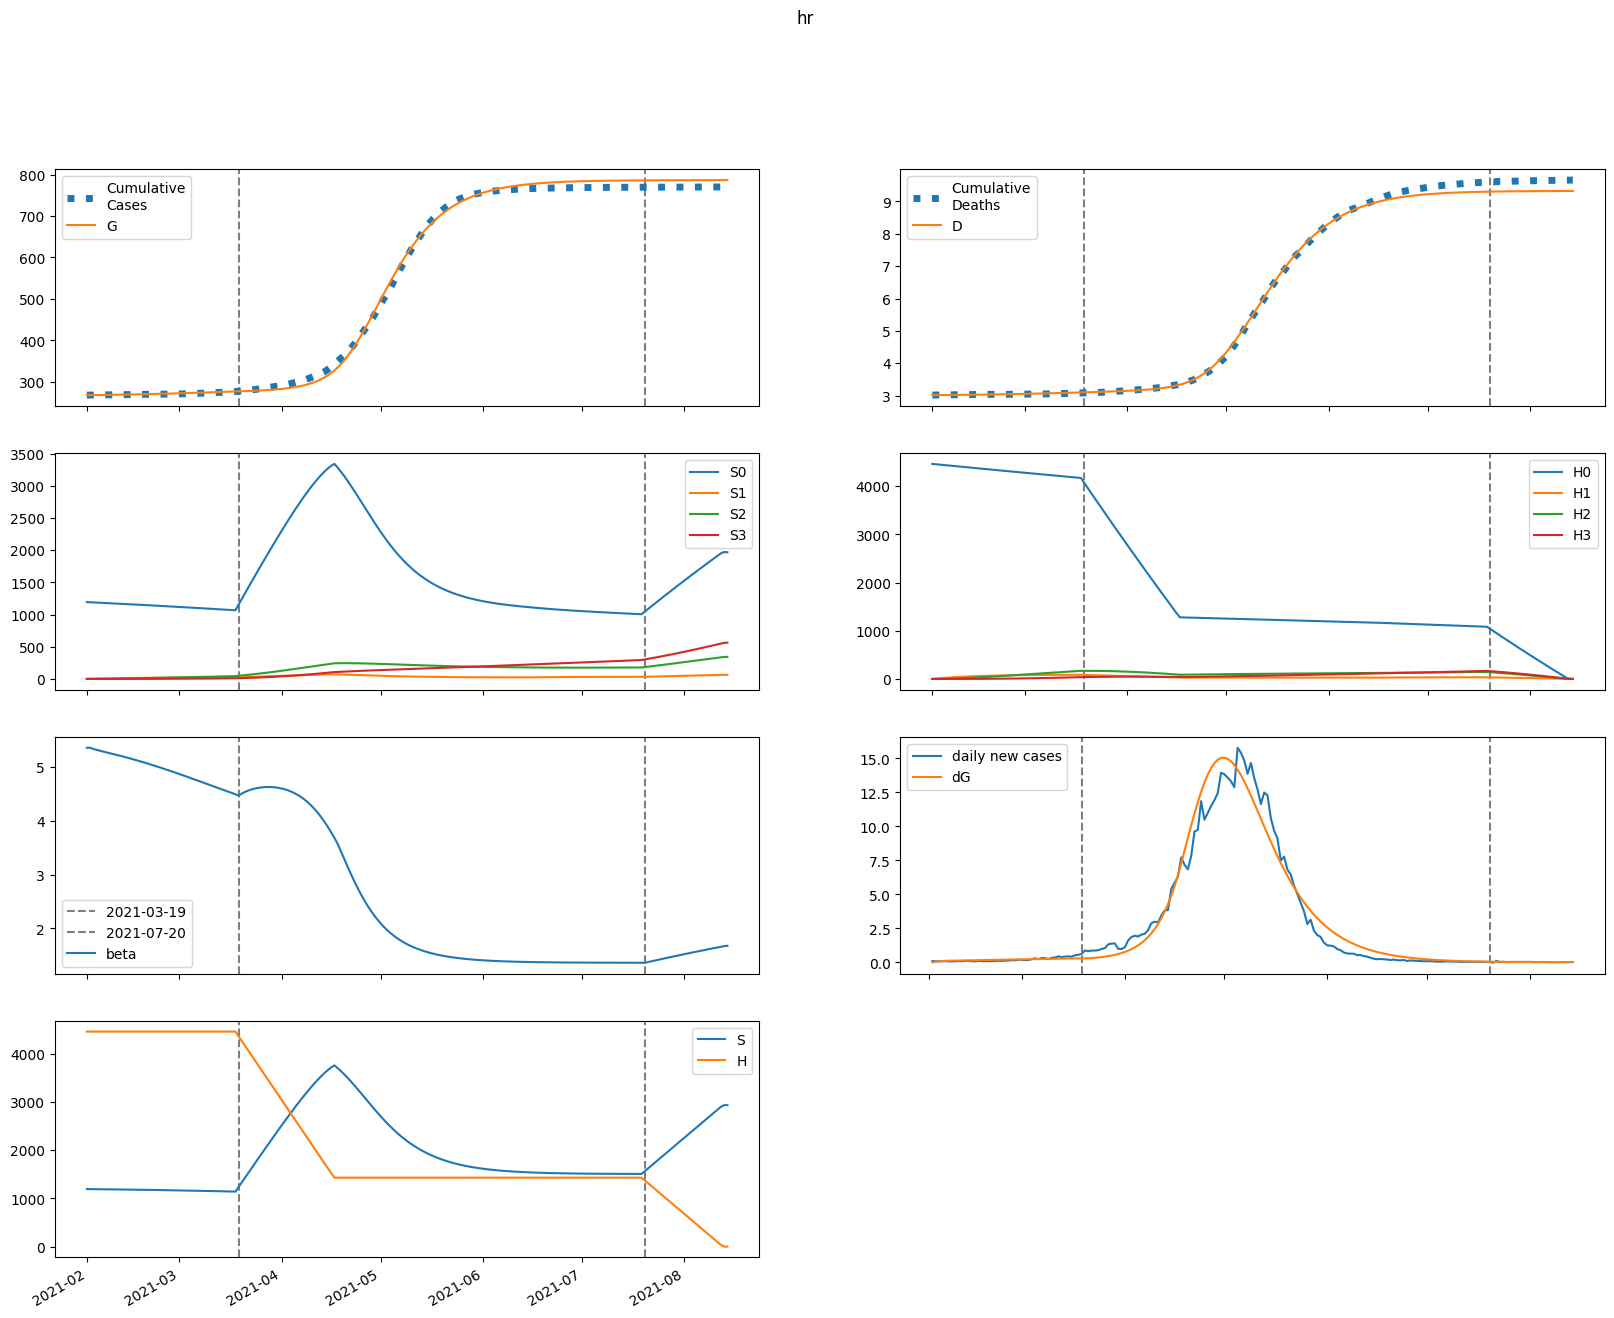 hr
800
700
600
500
400
300
Cumulative
Cases
G
9
8
7
6
5
4
3
Cumulative
Deaths
D
3500
3000
2500
2000
1500
1000
500
0
S0
S1
S2
S3
4000
3000
2000
1000
0
H0
H1
H2
H3
5
4
3
2
2021-03-19
2021-07-20
beta
15.0
12.5
10.0
7.5
5.0
2.5
0.0
daily new cases
dG
4000
3000
2000
1000
0
S
H
2021-02
2021-03
2021-04
2021-05
2021-06
2021-07
2021-08